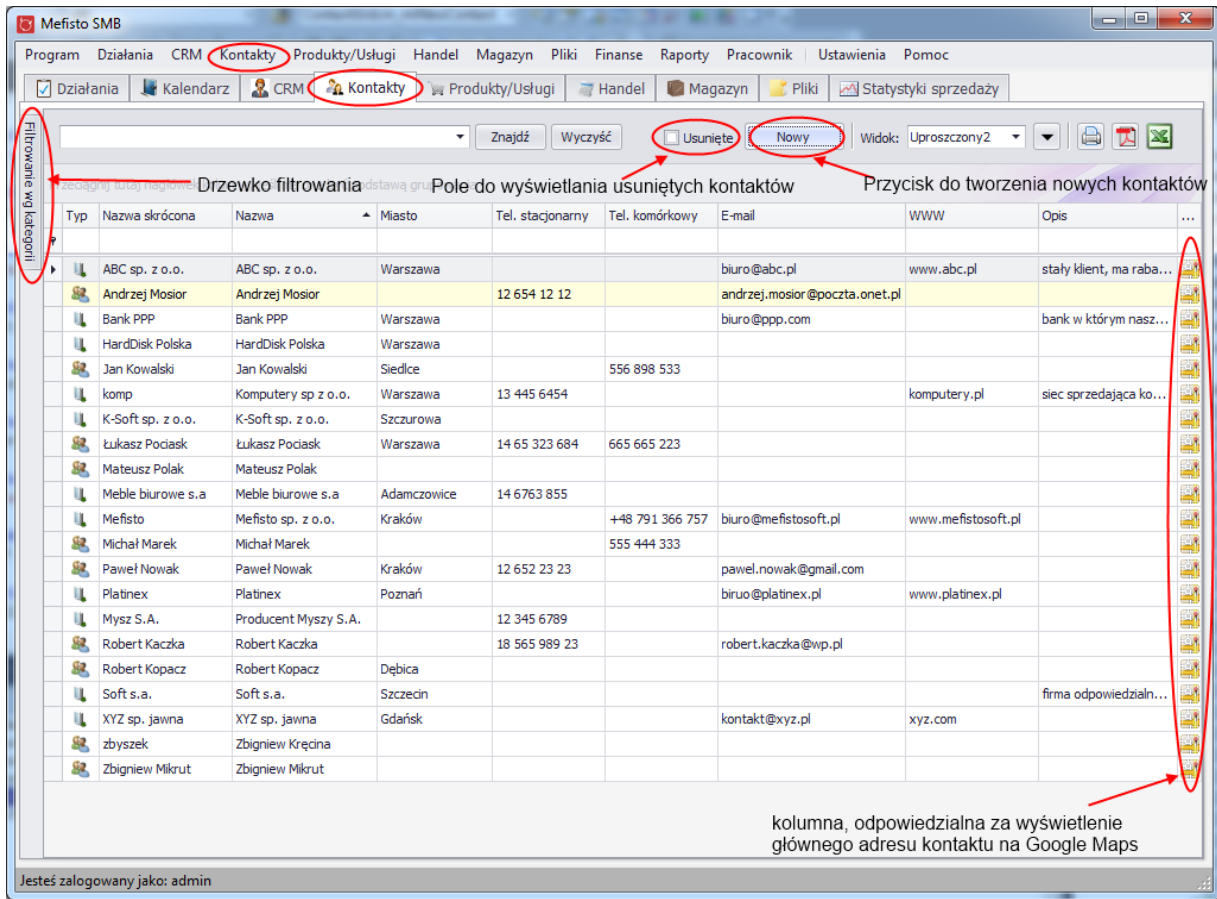 Mefisto SMB
Program Działania CRM Kontakty Produkty/Usługi Handel Magazyn Pliki Finanse Raporty Pracownik Ustawienia Pomoc
Działania Kalendarz CRM Kontakty Produkty/Usługi Handel Magazyn Pliki Statystyki sprzedaży
Filtrowanie wg kategorii
Znajdź Wyczyść Usunięte Nowy Widok: Uproszczony2
Drzewko filtrowania Pole do wyświetlania usuniętych kontaktów Przycisk do tworzenia nowych kontaktów
Typ Nazwa skrócona Nazwa Miasto Tel. stacjonarny Tel. komórkowy E-mail WWW Opis ...
ABC sp. z o.o. ABC sp. z o.o. Warszawa biuro@abc.pl www.abc.pl stały klient, ma raba...
Andrzej Mosior Andrzej Mosior 12 654 12 12 andrzej.mosior@poczta.onet.pl
Bank PPP Bank PPP Warszawa biuro@ppp.com bank w którym nasz...
HardDisk Polska HardDisk Polska Warszawa
Jan Kowalski Jan Kowalski Siedlce 556 898 533
komp Komputery sp z o.o. Warszawa 13 445 6454 komputery.pl siec sprzedająca ko...
K-Soft sp. z o.o. K-Soft sp. z o.o. Szczurowa
Łukasz Pociask Łukasz Pociask Warszawa 14 65 323 684 665 665 223
Mateusz Polak Mateusz Polak
Meble biurowe s.a Meble biurowe s.a Adamczowice 14 6763 855
Mefisto Mefisto sp. z o.o. Kraków +48 791 366 757 biuro@mefistosoft.pl www.mefistosoft.pl
Michał Marek Michał Marek 555 444 333
Paweł Nowak Paweł Nowak Kraków 12 652 23 23 pawel.nowak@gmail.com
Platinex Platinex Poznań biruo@platinex.pl www.platinex.pl
Mysz S.A. Producent Myszy S.A. 12 345 6789
Robert Kaczka Robert Kaczka 18 565 989 23 robert.kaczka@wp.pl
Robert Kopacz Robert Kopacz Dębica
Soft s.a. Soft s.a. Szczecin firma odpowiedzialn...
XYZ sp. jawna XYZ sp. jawna Gdańsk kontakt@xyz.pl xyz.com
zbyszek Zbigniew Kręcina
Zbigniew Mikrut Zbigniew Mikrut
kolumna, odpowiedzialna za wyświetlenie
głównego adresu kontaktu na Google Maps
Jesteś zalogowany jako: admin